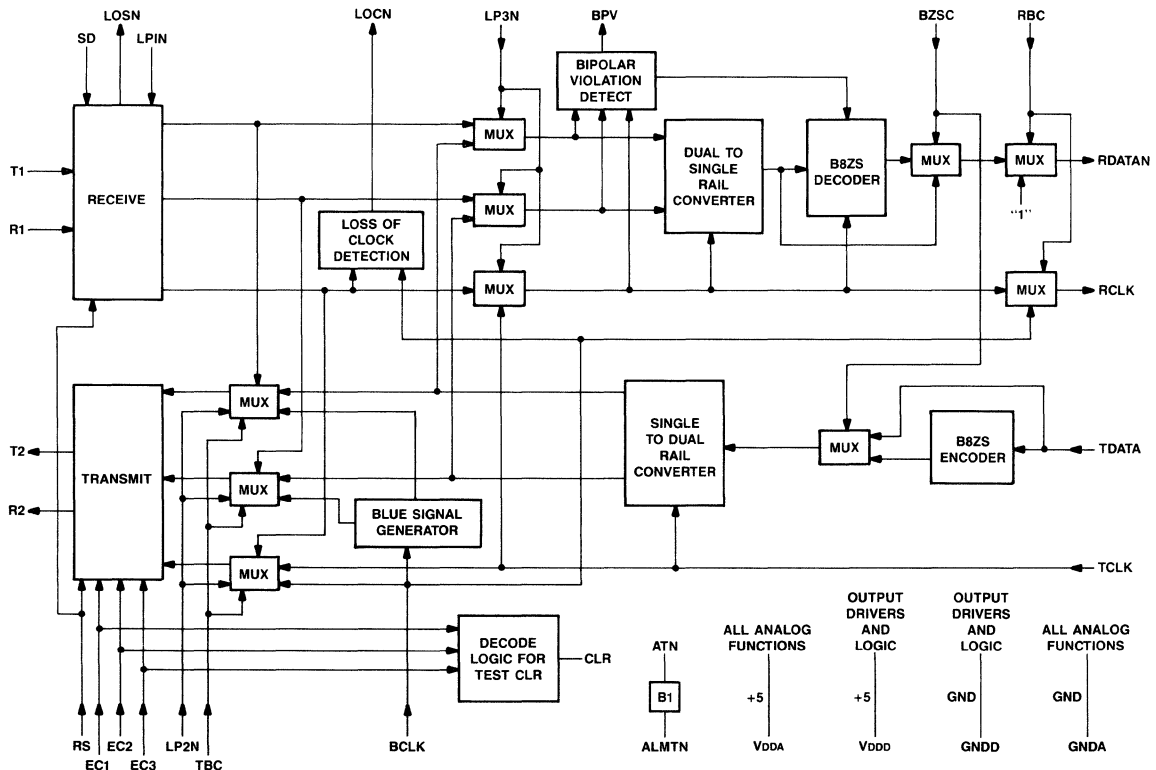 LOSN
LOCN
LP3N
BPV
BZSC
RBC
SD
LPIN
BIPOLAR
VIOLATION
DETECT
MUX
T1
R1
RECEIVE
MUX
DUAL TO
SINGLE
RAIL
CONVERTER
B8ZS
DECODER
MUX
MUX
RDATAN
"1"
LOSS OF
CLOCK
DETECTION
MUX
MUX
RCLK
T2
R2
TRANSMIT
MUX
MUX
MUX
BLUE SIGNAL
GENERATOR
SINGLE
TO DUAL
RAIL
CONVERTER
MUX
B8ZS
ENCODER
TDATA
TCLK
DECODE
LOGIC FOR
TEST CLR
CLR
ATN
B1
ALMTN
ALL ANALOG
FUNCTIONS
+5
VDDA
OUTPUT
DRIVERS
AND
LOGIC
+5
VDDD
OUTPUT
DRIVERS
AND
LOGIC
GND
GNDD
ALL ANALOG
FUNCTIONS
GND
GNDA
RS
EC1
EC2
EC3
LP2N
TBC
BCLK